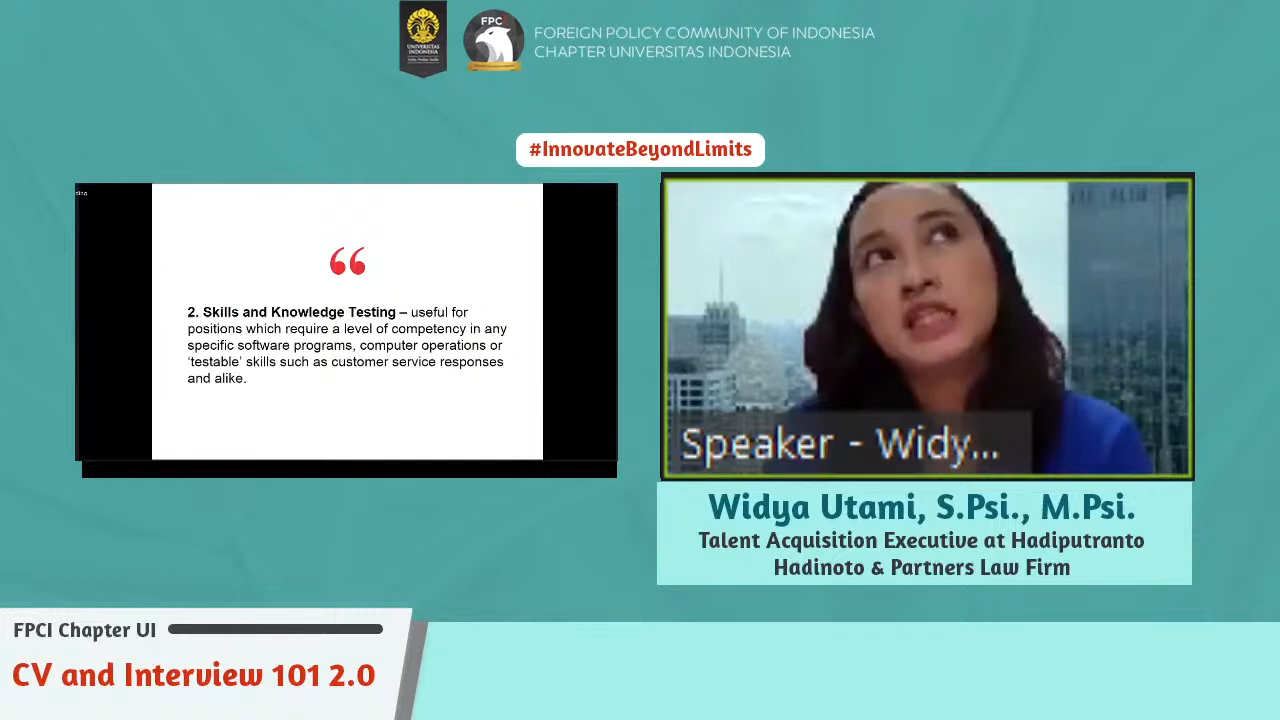 UNIVERSITAS
INDONESIA
FPCI
FOREIGN POLICY COMMUNITY OF INDONESIA
CHAPTER UNIVERSITAS INDONESIA
#InnovateBeyondLimits
2. Skills and Knowledge Testing – useful for
positions which require a level of competency in any
specific software programs, computer operations or
‘testable’ skills such as customer service responses
and alike.
Speaker - Widy...
Widya Utami, S.Psi., M.Psi.
Talent Acquisition Executive at Hadiputranto
Hadinoto & Partners Law Firm
FPCI Chapter UI
CV and Interview 101 2.0